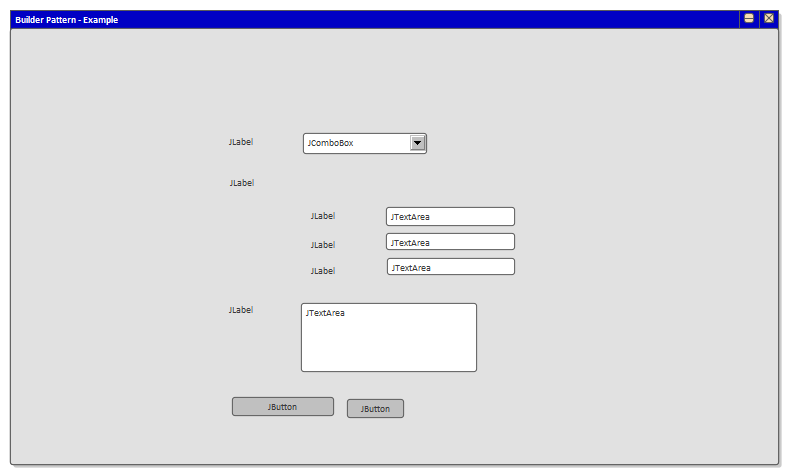 Builder Pattern - Example
JLabel
JComboBox
JLabel
JLabel
JTextArea
JLabel
JTextArea
JLabel
JTextArea
JLabel
JTextArea
JButton
JButton